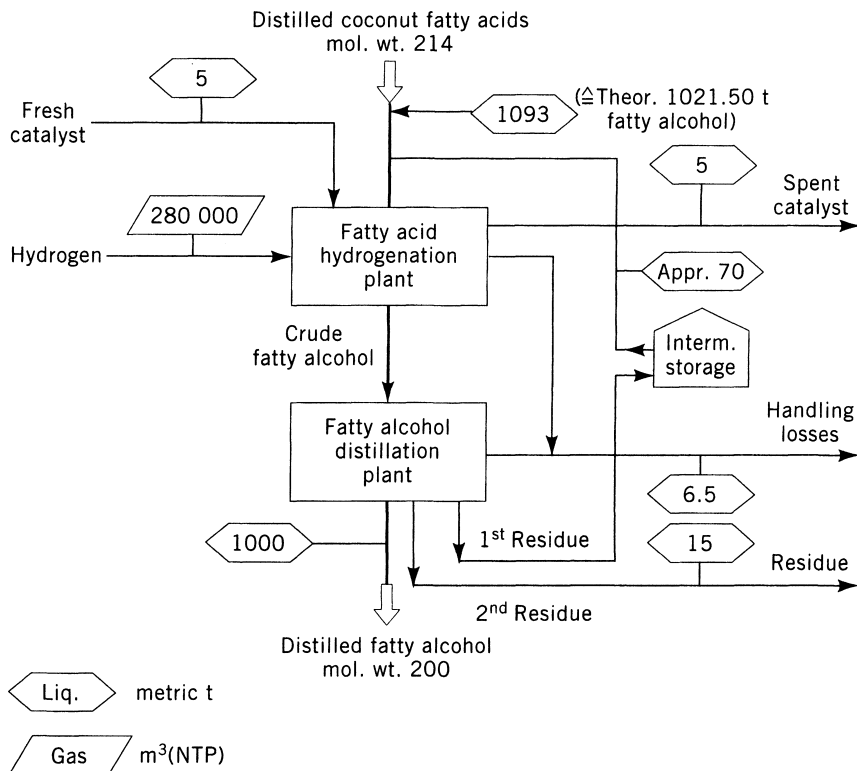 Distilled coconut fatty acids
mol. wt. 214
5
1093
(≙Theor. 1021.50 t
fatty alcohol)
Fresh
catalyst
5
Spent
catalyst
280 000
Hydrogen
Fatty acid
hydrogenation
plant
Appr. 70
Crude
fatty alcohol
Interm.
storage
Fatty alcohol
distillation
plant
Handling
losses
6.5
1000
1st Residue
15
Residue
2nd Residue
Distilled fatty alcohol
mol. wt. 200
Liq.
metric t
Gas
m³(NTP)